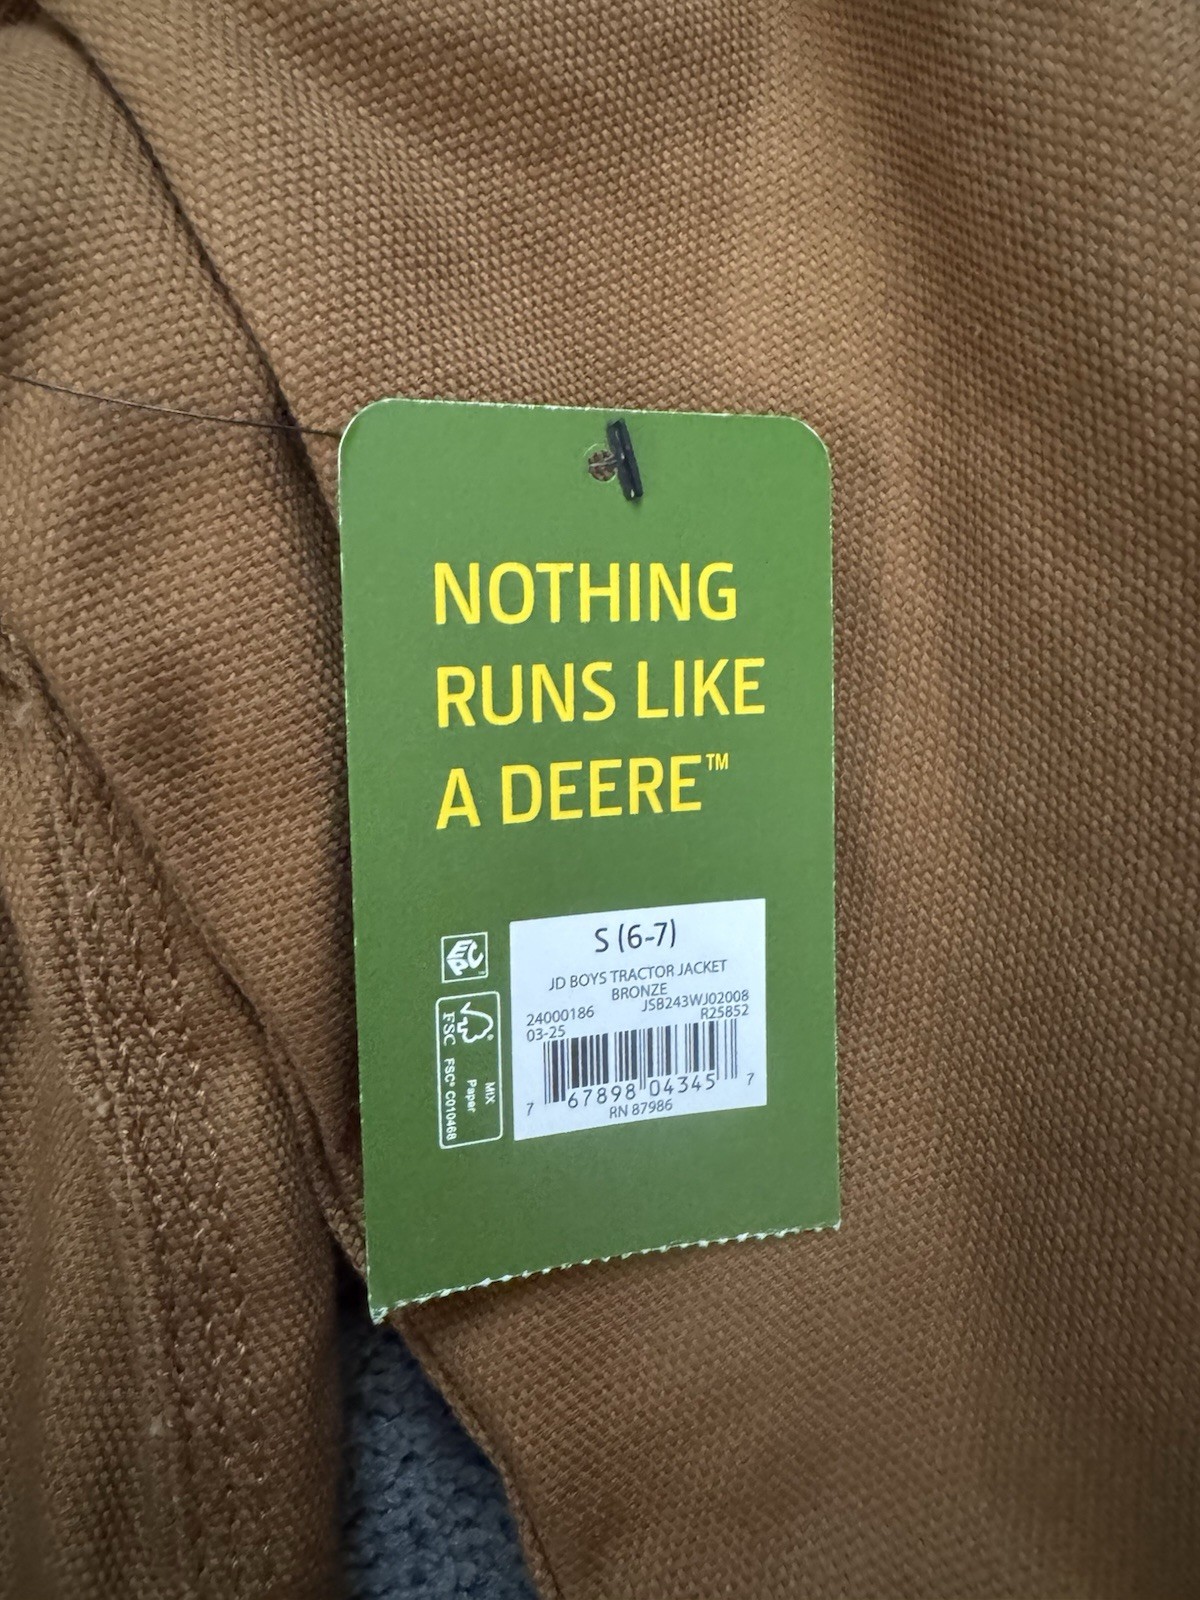 NOTHING
RUNS LIKE
A DEERE™
S (6-7)
JD BOYS TRACTOR JACKET
BRONZE
24000186 JSB243WJ02008
03-25 R25852
7 67898 04345 7
RN 87986
EPC
FSC®
MIX
Paper
FSC® C010468